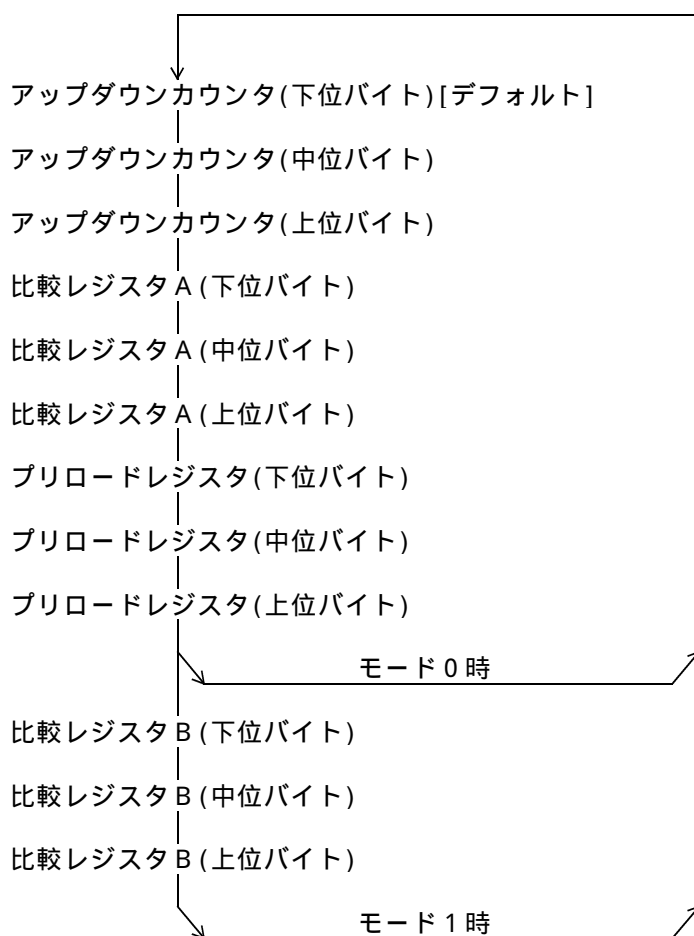 アップダウンカウンタ(下位バイト)[デフォルト]
アップダウンカウンタ(中位バイト)
アップダウンカウンタ(上位バイト)
比較レジスタA(下位バイト)
比較レジスタA(中位バイト)
比較レジスタA(上位バイト)
プリロードレジスタ(下位バイト)
プリロードレジスタ(中位バイト)
プリロードレジスタ(上位バイト)
モード0時
比較レジスタB(下位バイト)
比較レジスタB(中位バイト)
比較レジスタB(上位バイト)
モード1時